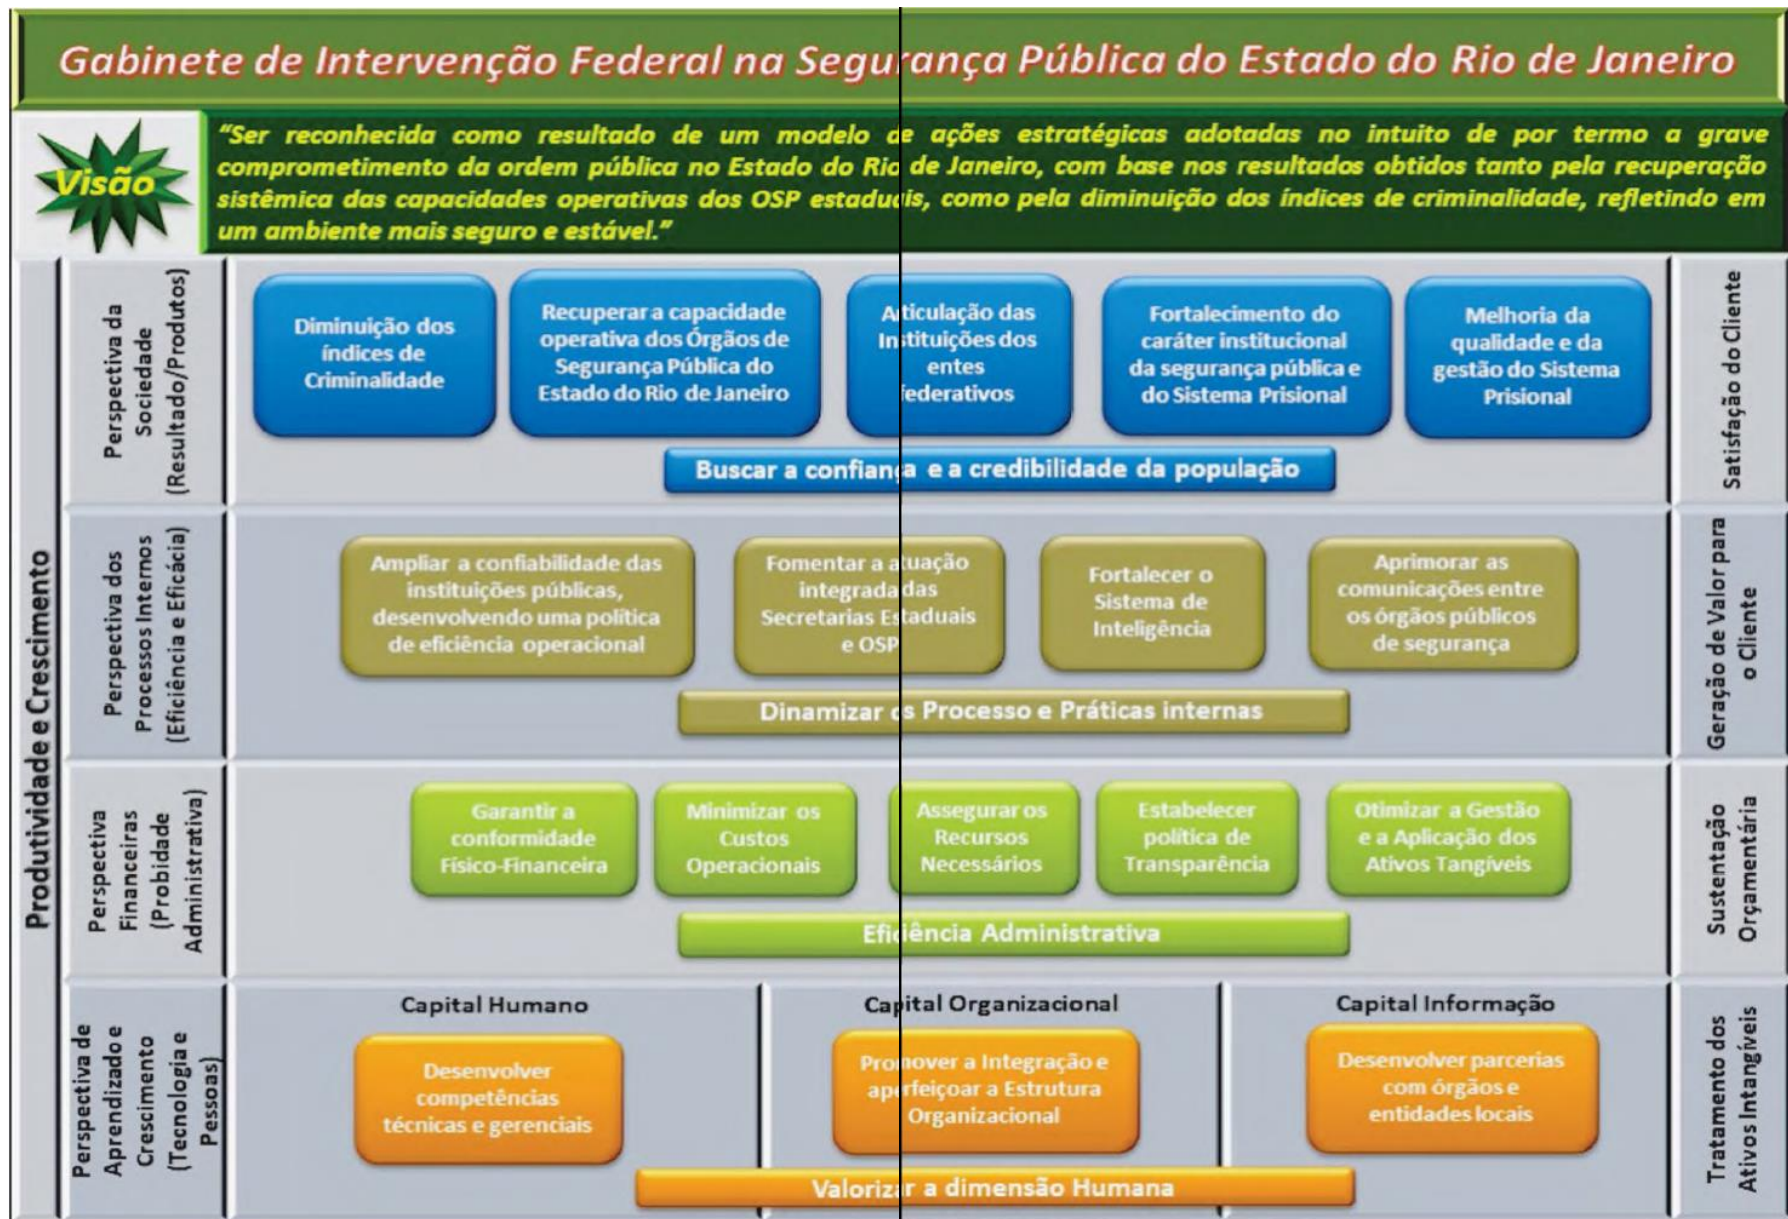 Gabinete de Intervenção Federal na Segurança Pública do Estado do Rio de Janeiro
Visão
“Ser reconhecida como resultado de um modelo de ações estratégicas adotadas no intuito de por termo a grave
comprometimento da ordem pública no Estado do Rio de Janeiro, com base nos resultados obtidos tanto pela recuperação
sistêmica das capacidades operativas dos OSP estaduais, como pela diminuição dos índices de criminalidade, refletindo em
um ambiente mais seguro e estável.”
Produtividade e Crescimento
Perspectiva da
Sociedade
(Resultado/Produtos)
Diminuição dos
índices de
Criminalidade
Recuperar a capacidade
operativa dos Órgãos de
Segurança Pública do
Estado do Rio de Janeiro
Articulação das
Instituições dos
entes
federativos
Fortalecimento do
caráter institucional
da segurança pública e
do Sistema Prisional
Melhoria da
qualidade e da
gestão do Sistema
Prisional
Buscar a confiança e a credibilidade da população
Satisfação do Cliente
Perspectiva dos
Processos Internos
(Eficiência e Eficácia)
Ampliar a confiabilidade das
instituições públicas,
desenvolvendo uma política
de eficiência operacional
Fomentar a atuação
integrada das
Secretarias Estaduais
e OSP
Fortalecer o
Sistema de
Inteligência
Aprimorar as
comunicações entre
os órgãos públicos
de segurança
Dinamizar os Processo e Práticas internas
Geração de Valor para
o Cliente
Perspectiva
Financeiras
(Probidade
Administrativa)
Garantir a
conformidade
Físico-Financeira
Minimizar os
Custos
Operacionais
Assegurar os
Recursos
Necessários
Estabelecer
política de
Transparência
Otimizar a Gestão
e a Aplicação dos
Ativos Tangíveis
Eficiência Administrativa
Sustentação
Orçamentária
Perspectiva de
Aprendizado e
Crescimento
(Tecnologia e
Pessoas)
Capital Humano
Desenvolver
competências
técnicas e gerenciais
Capital Organizacional
Promover a Integração e
aperfeiçoar a Estrutura
Organizacional
Capital Informação
Desenvolver parcerias
com órgãos e
entidades locais
Valorizar a dimensão Humana
Tratamento dos
Ativos Intangíveis